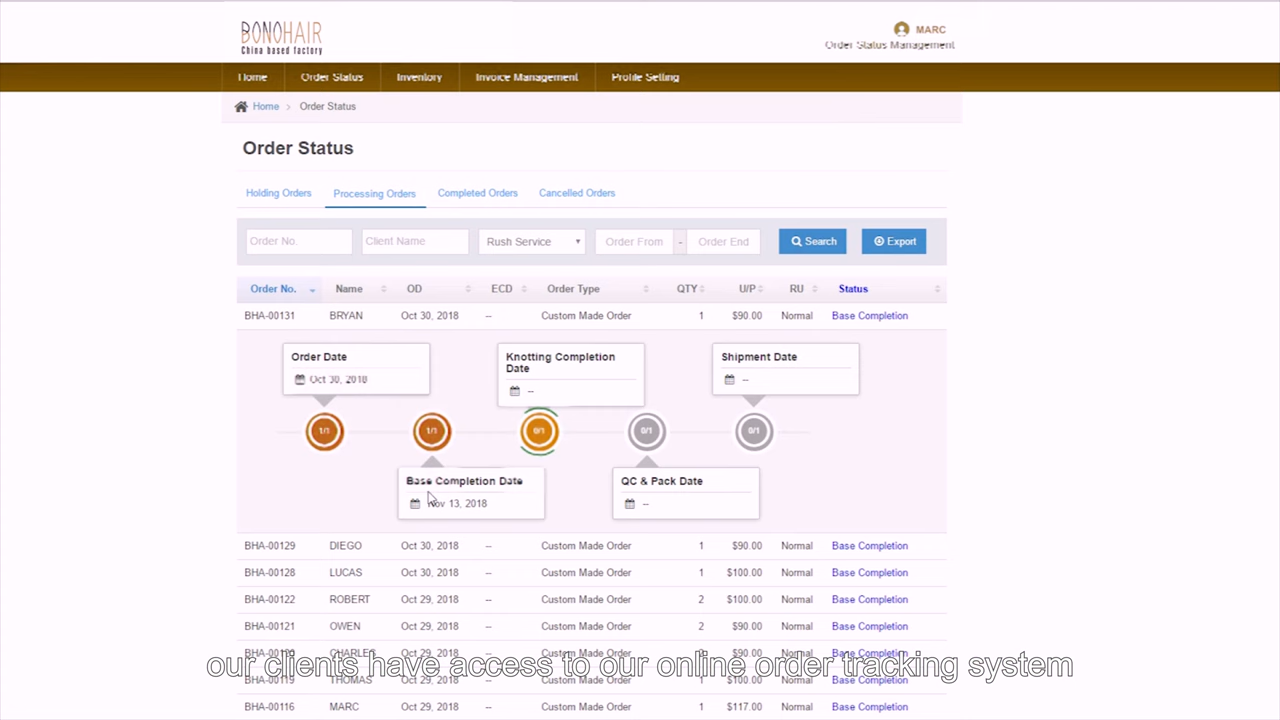 BONOHAIR
China based factory
MARC
Order Status Management
Home Order Status Inventory Invoice Management Profile Setting
Home > Order Status
Order Status
Holding Orders Processing Orders Completed Orders Cancelled Orders
Order No. Client Name Rush Service Order From - Order End Search Export
Order No. Name OD ECD Order Type QTY U/P RU Status
BHA-00131 BRYAN Oct 30, 2018 -- Custom Made Order 1 $90.00 Normal Base Completion
Order Date Knotting Completion Date Shipment Date
Oct 30, 2018 -- --
1/1 1/1 0/1 0/1 0/1
Base Completion Date QC & Pack Date
Nov 13, 2018 --
BHA-00129 DIEGO Oct 30, 2018 -- Custom Made Order 1 $90.00 Normal Base Completion
BHA-00128 LUCAS Oct 30, 2018 -- Custom Made Order 1 $100.00 Normal Base Completion
BHA-00122 ROBERT Oct 29, 2018 -- Custom Made Order 2 $100.00 Normal Base Completion
BHA-00121 OWEN Oct 29, 2018 -- Custom Made Order 2 $90.00 Normal Base Completion
our clients have access to our online order tracking system
BHA-00119 THOMAS Oct 29, 2018 -- Custom Made Order 1 Normal Base Completion
BHA-00116 MARC Oct 29, 2018 -- Custom Made Order 1 $117.00 Normal Base Completion